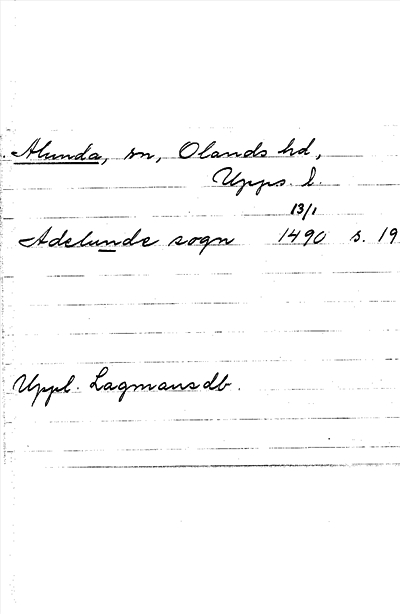 Alunda, sn, Olands hd,
Upps. l.
13/1
Adelunde sogn 1490 s. 19
Uppl. Lagmansdb.